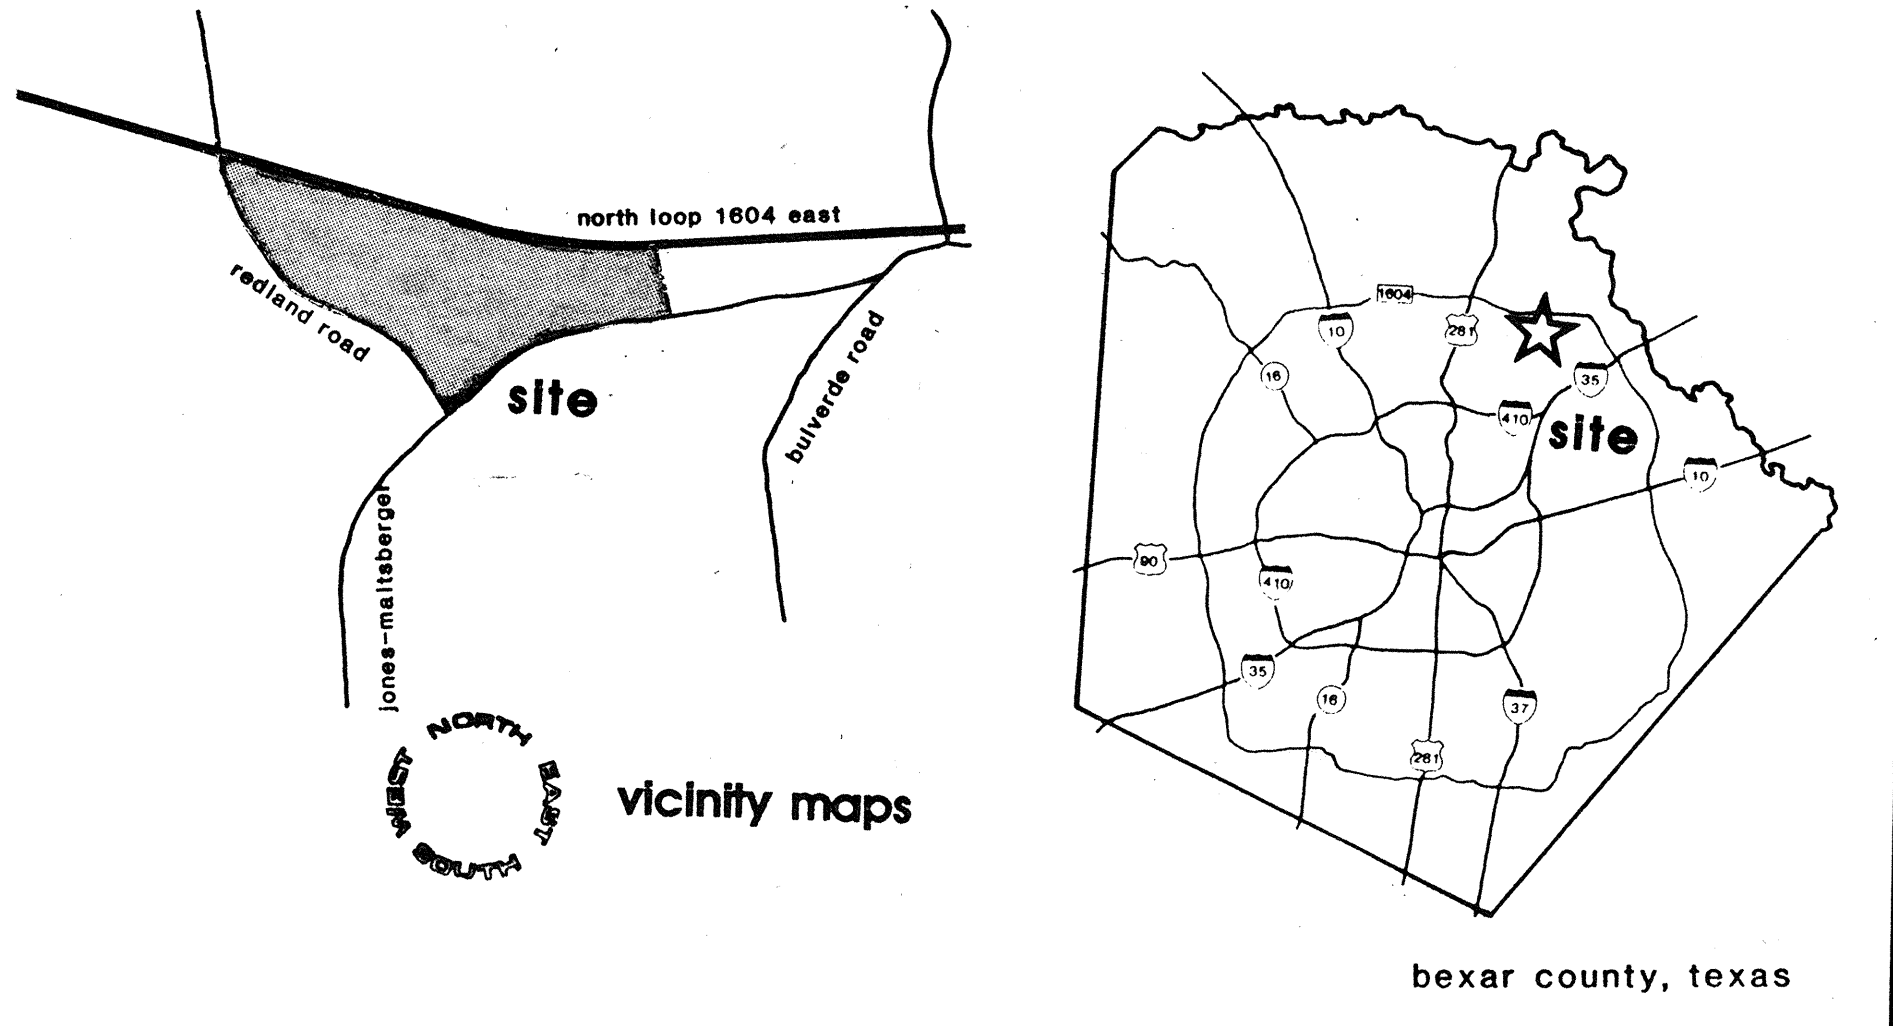 north loop 1604 east
redland road
site
bulverde road
jones-maltsberger
NORTH
EAST
SOUTH
WEST
vicinity maps
1604
10
281
16
35
410
site
10
90
410
35
16
37
281
bexar county, texas